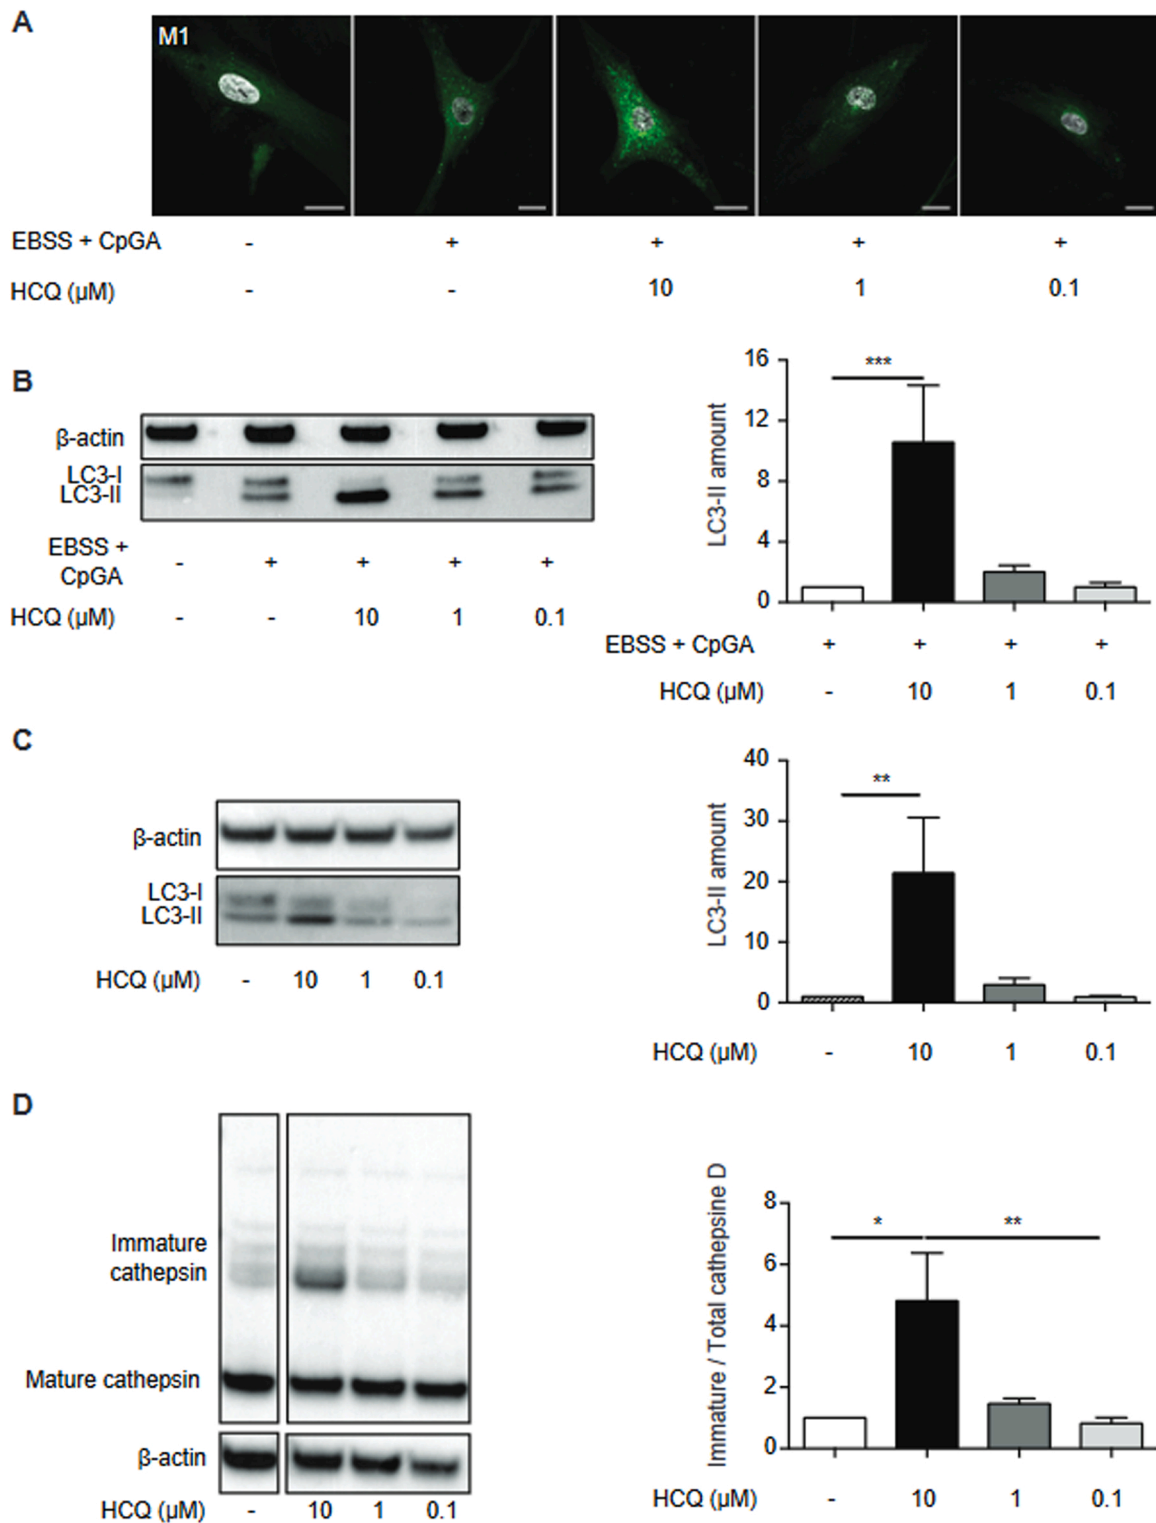 A
M1
EBSS + CpGA - + + + +
HCQ (µM) - - 10 1 0.1
B
β-actin
LC3-I
LC3-II
EBSS +
CpGA - + + + +
HCQ (µM) - - 10 1 0.1
16
12
8
4
0
LC3-II amount
***
EBSS + CpGA + + + +
HCQ (µM) - 10 1 0.1
C
β-actin
LC3-I
LC3-II
HCQ (µM) - 10 1 0.1
40
30
20
10
0
LC3-II amount
**
HCQ (µM) - 10 1 0.1
D
Immature
cathepsin
Mature cathepsin
β-actin
HCQ (µM) - 10 1 0.1
8
6
4
2
0
Immature / Total cathepsine D
* **
HCQ (µM) - 10 1 0.1